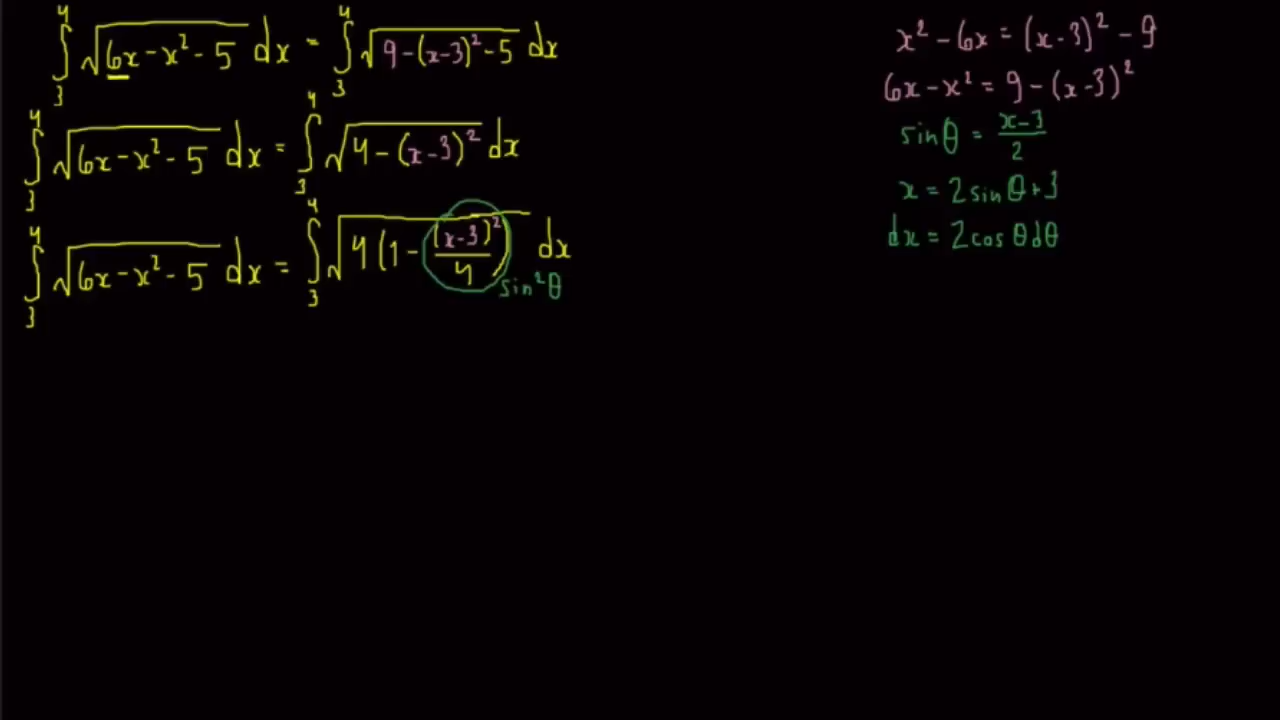 ∫₃⁴ √(6x − x² − 5) dx = ∫₃⁴ √(9 − (x−3)² − 5) dx
∫₃⁴ √(6x − x² − 5) dx = ∫₃⁴ √(4 − (x−3)²) dx
∫₃⁴ √(6x − x² − 5) dx = ∫₃⁴ √(4(1 − (x−3)²/4)) dx
sin²θ
x² − 6x = (x−3)² − 9
6x − x² = 9 − (x−3)²
sinθ = (x−3)/2
x = 2sinθ + 3
dx = 2cosθdθ